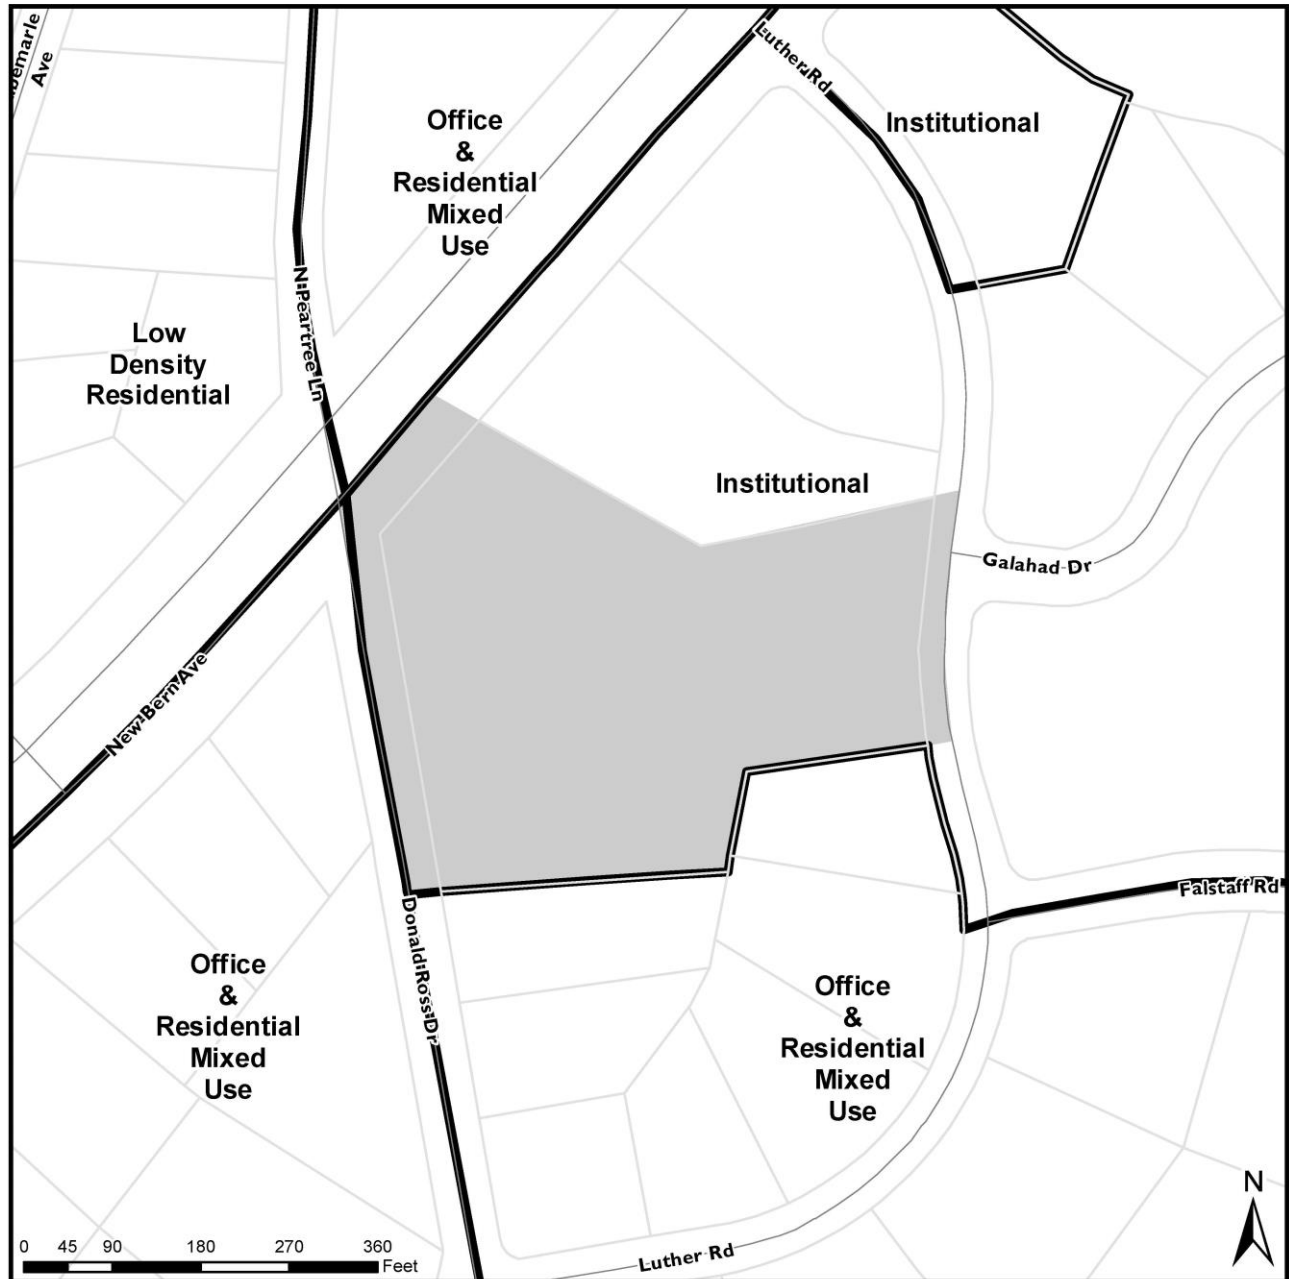 Ave
Luther Rd
Office
&
Residential
Mixed
Use
Institutional
N Peartree Ln
Low
Density
Residential
Institutional
Galahad Dr
New Bern Ave
Falstaff Rd
Donald Ross Dr
Office
&
Residential
Mixed
Use
Office
&
Residential
Mixed
Use
N
0 45 90 180 270 360
Feet
Luther Rd